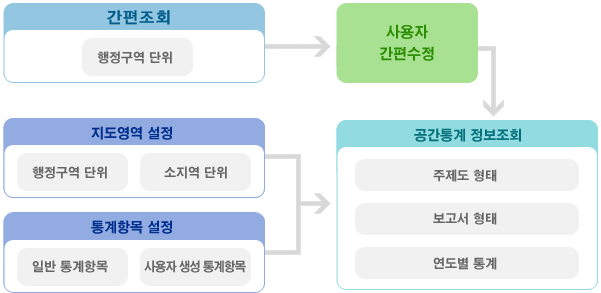 간편조회
행정구역 단위
사용자
간편수정
지도영역 설정
행정구역 단위
소지역 단위
통계항목 설정
일반 통계항목
사용자 생성 통계항목
공간통계 정보조회
주제도 형태
보고서 형태
연도별 통계